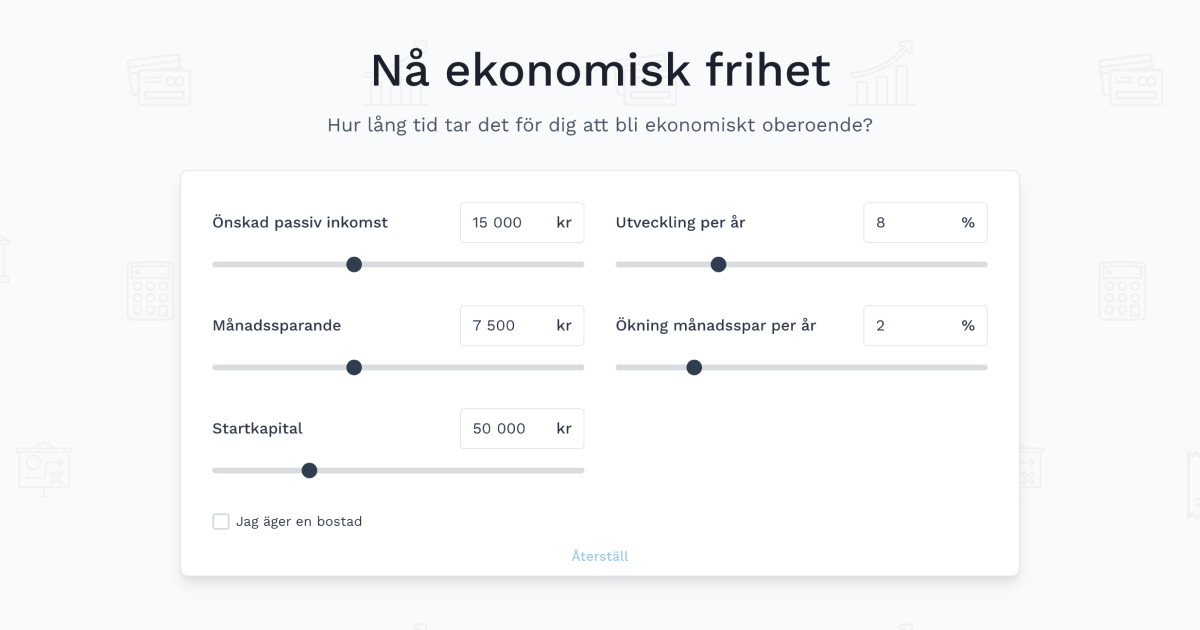 Nå ekonomisk frihet
Hur lång tid tar det för dig att bli ekonomiskt oberoende?
Önskad passiv inkomst 15 000 kr
Utveckling per år 8 %
Månadssparande 7 500 kr
Ökning månadsspar per år 2 %
Startkapital 50 000 kr
Jag äger en bostad
Återställ